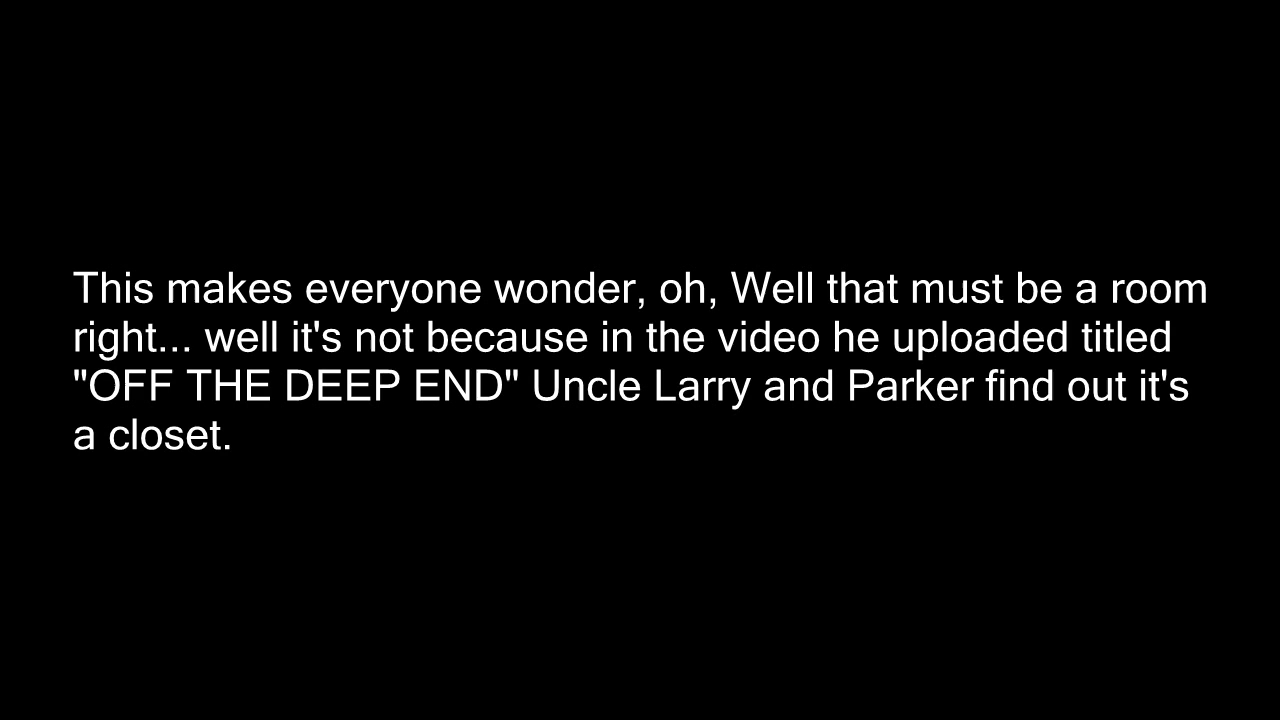 This makes everyone wonder, oh, Well that must be a room
right... well it's not because in the video he uploaded titled
"OFF THE DEEP END" Uncle Larry and Parker find out it's
a closet.